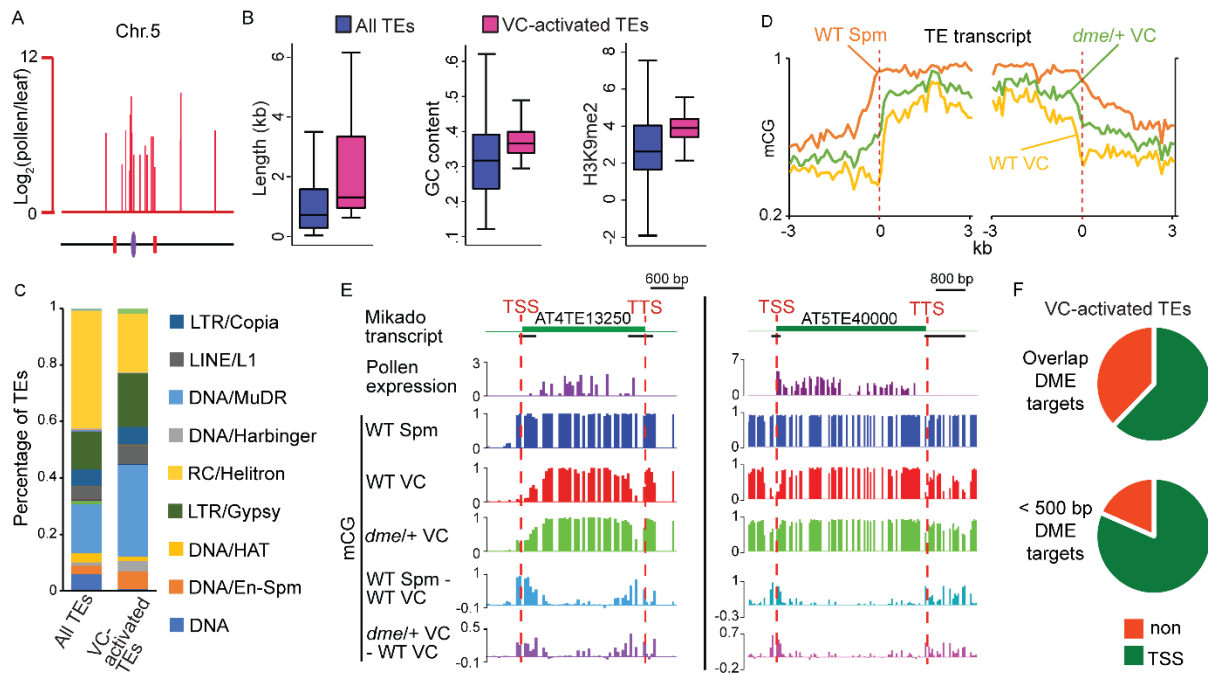 A
Chr.5
12
0
Log2(pollen/leaf)
B
All TEs
VC-activated TEs
Length (kb)
6
4
2
0
GC content
.6
.5
.4
.3
.2
.1
H3K9me2
8
6
4
2
0
-2
C
Percentage of TEs
1
0.8
0.6
0.4
0.2
0
All TEs
VC-
activated
TEs
LTR/Copia
LINE/L1
DNA/MuDR
DNA/Harbinger
RC/Helitron
LTR/Gypsy
DNA/HAT
DNA/En-Spm
DNA
D
WT Spm
TE transcript
dme/+ VC
WT VC
mCG
1
0.2
-3 0 3 -3 0 3
kb
E
600 bp
800 bp
TSS TTS TSS TTS
Mikado
transcript
AT4TE13250
AT5TE40000
Pollen
expression
3
0
7
0
mCG
WT Spm
1
0
1
0
WT VC
1
0
1
0
dme/+ VC
1
0
1
0
WT Spm -
WT VC
1
-0.1
1
-0.3
dme/+ VC
- WT VC
0.5
-0.1
0.7
-0.2
F
VC-activated TEs
Overlap
DME
targets
< 500 bp
DME
targets
non
TSS